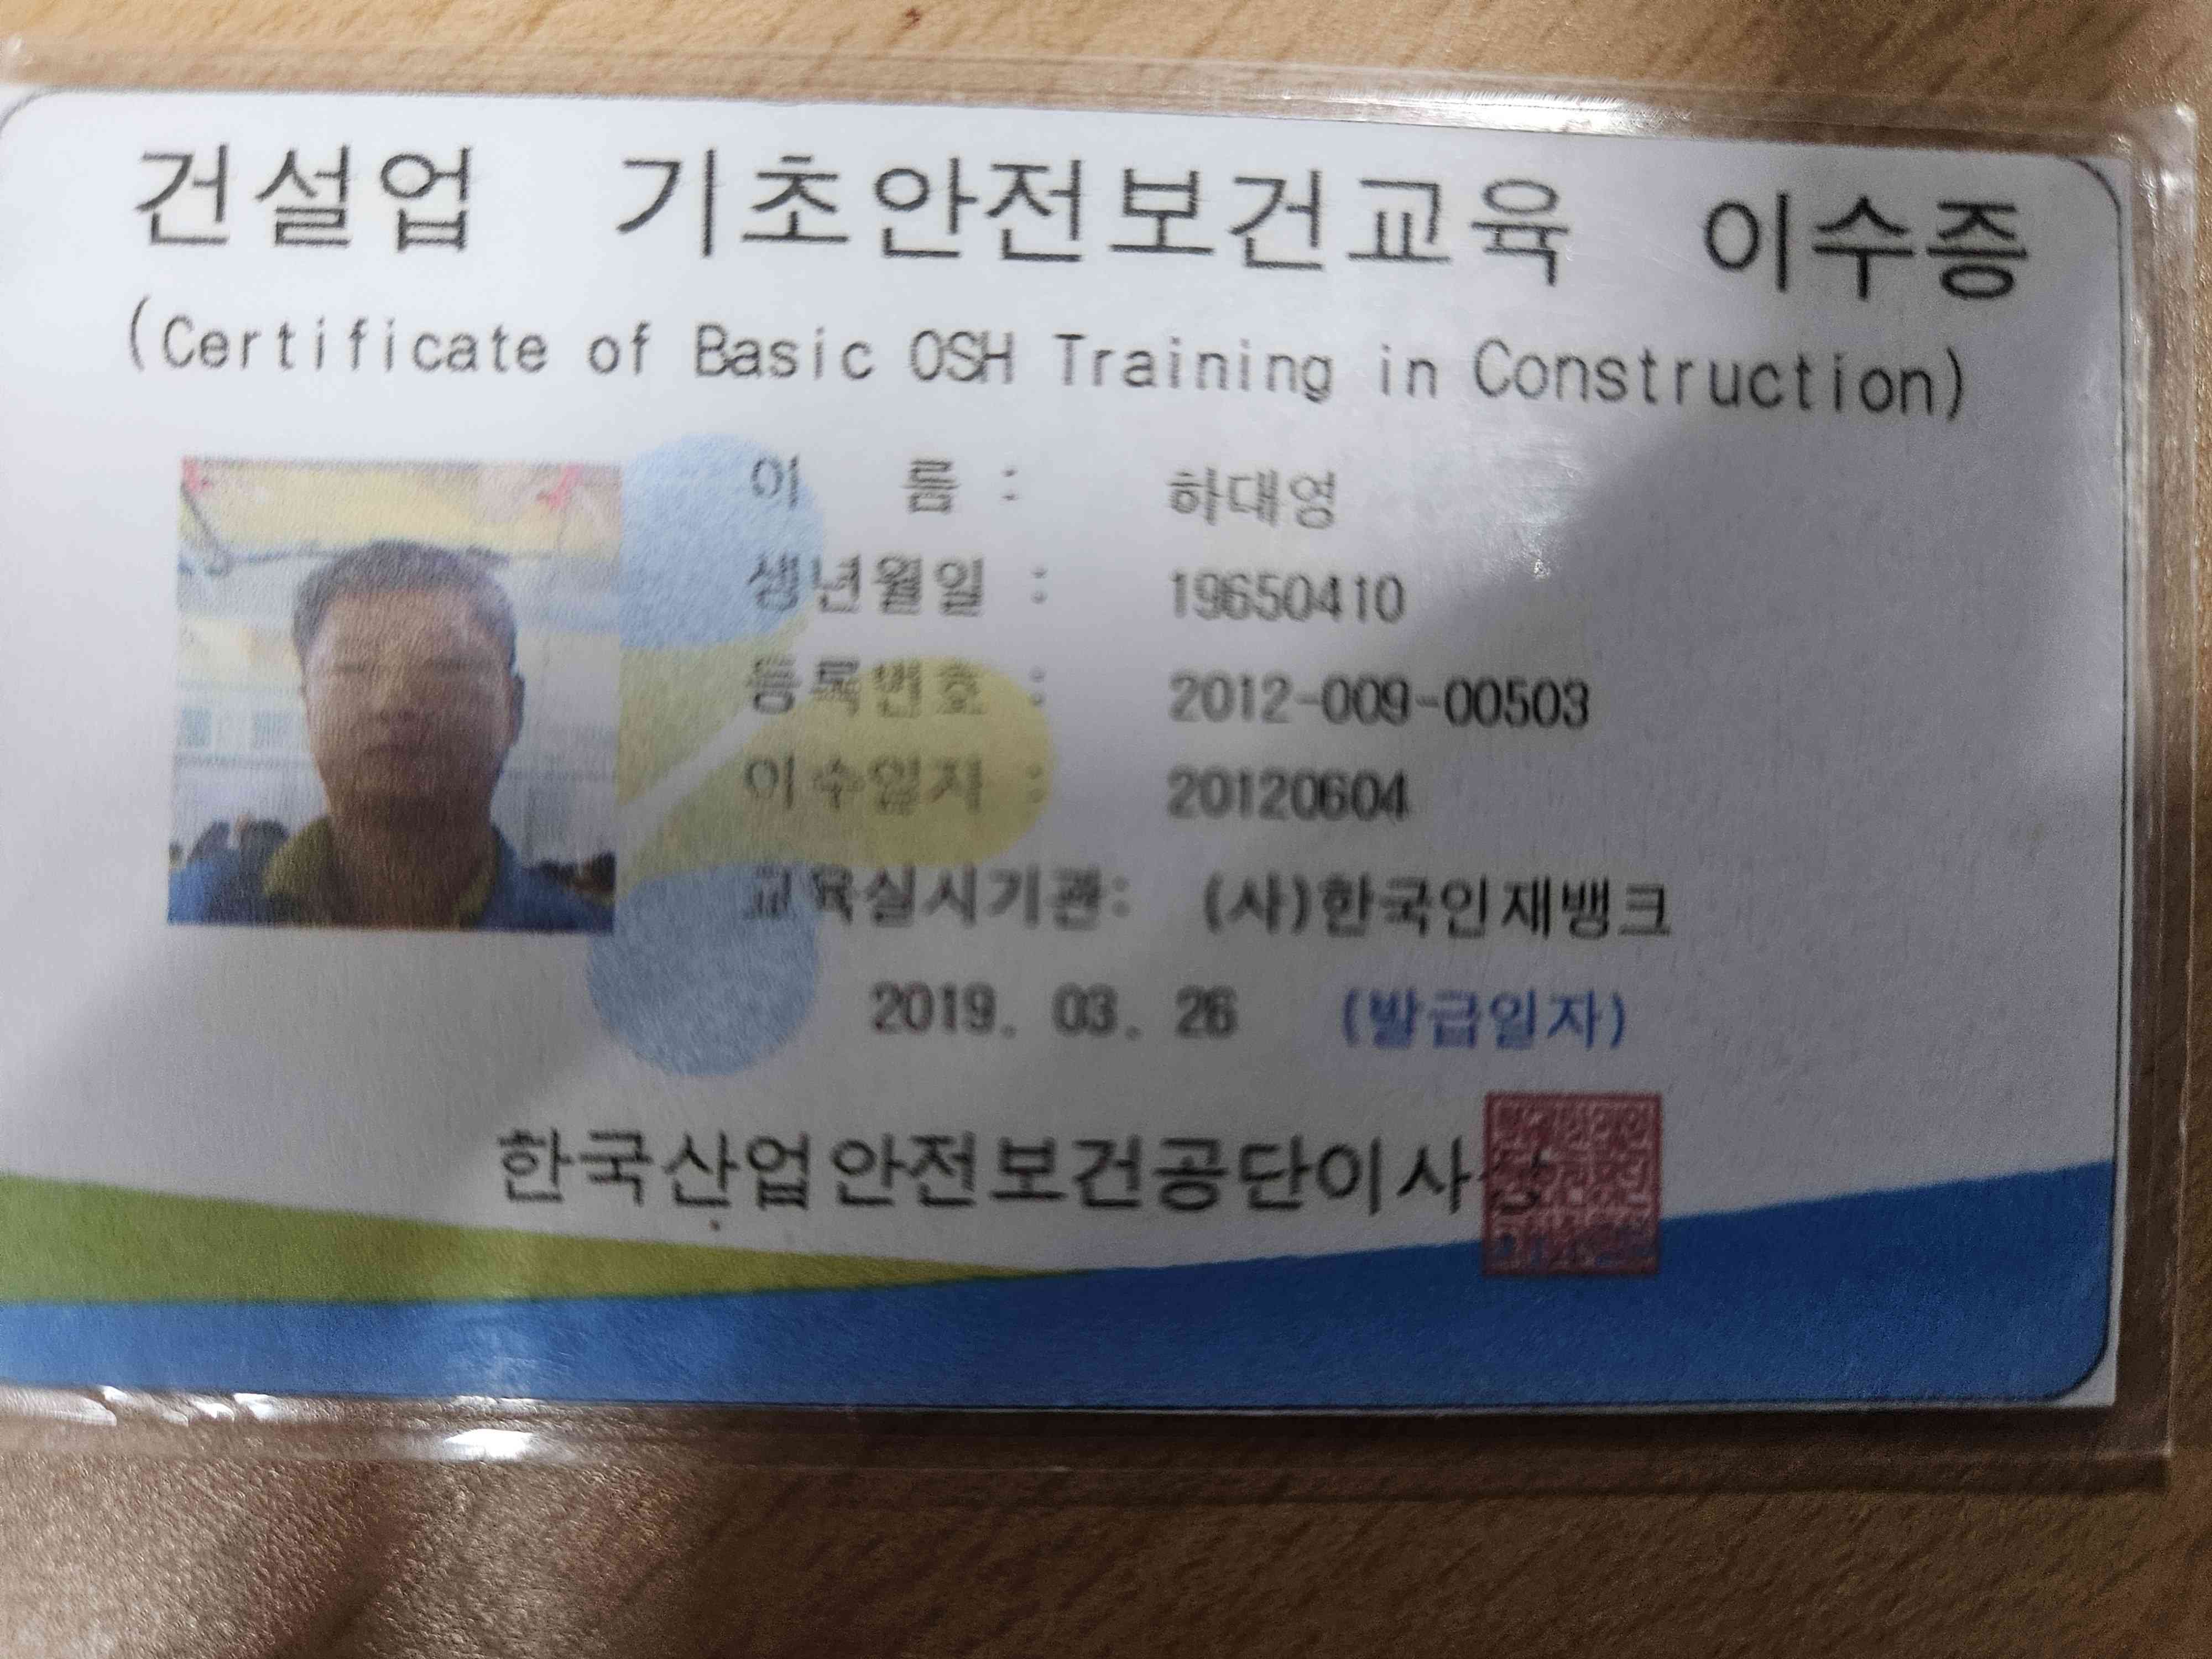 건설업 기초안전보건교육 이수증
(Certificate of Basic OSH Training in Construction)
이 름 : 하대영
생년월일 : 19650410
등록번호 : 2012-009-00503
이수일자 : 20120604
교육실시기관: (사)한국인재뱅크
2019. 03. 26 (발급일자)
한국산업안전보건공단이사장